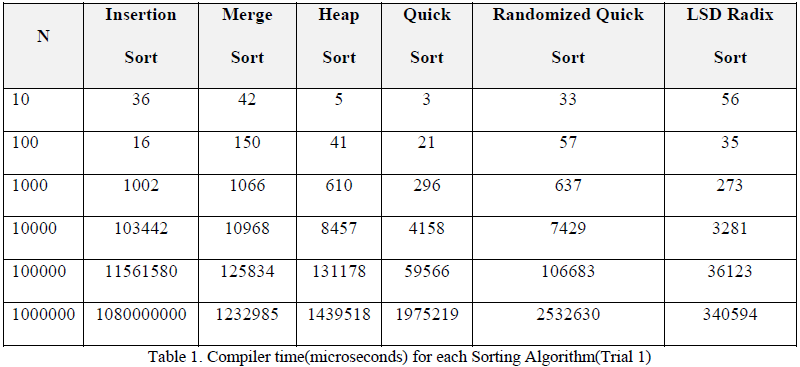 N Insertion Sort Merge Sort Heap Sort Quick Sort Randomized Quick Sort LSD Radix Sort
10 36 42 5 3 33 56
100 16 150 41 21 57 35
1000 1002 1066 610 296 637 273
10000 103442 10968 8457 4158 7429 3281
100000 11561580 125834 131178 59566 106683 36123
1000000 1080000000 1232985 1439518 1975219 2532630 340594
Table 1. Compiler time(microseconds) for each Sorting Algorithm(Trial 1)